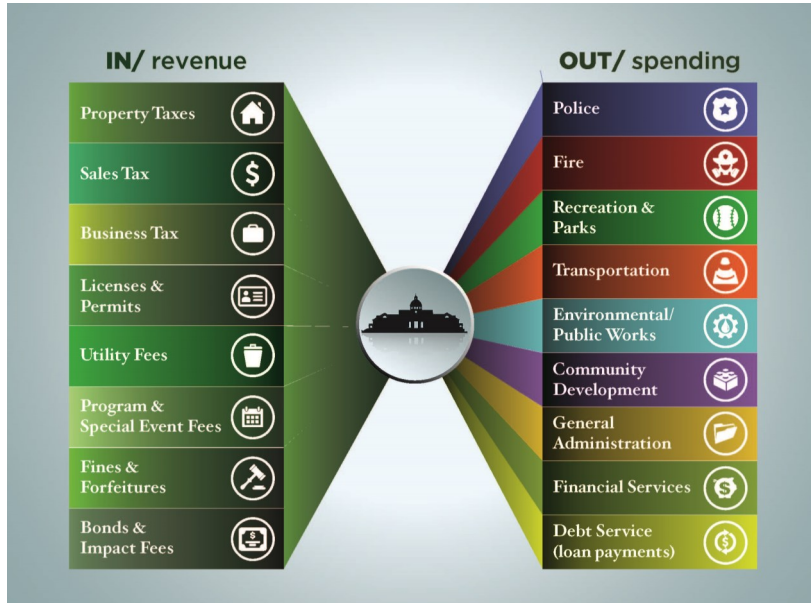 IN/ revenue
Property Taxes
Sales Tax
Business Tax
Licenses &
Permits
Utility Fees
Program &
Special Event Fees
Fines &
Forfeitures
Bonds &
Impact Fees
OUT/ spending
Police
Fire
Recreation &
Parks
Transportation
Environmental/
Public Works
Community
Development
General
Administration
Financial Services
Debt Service
(loan payments)